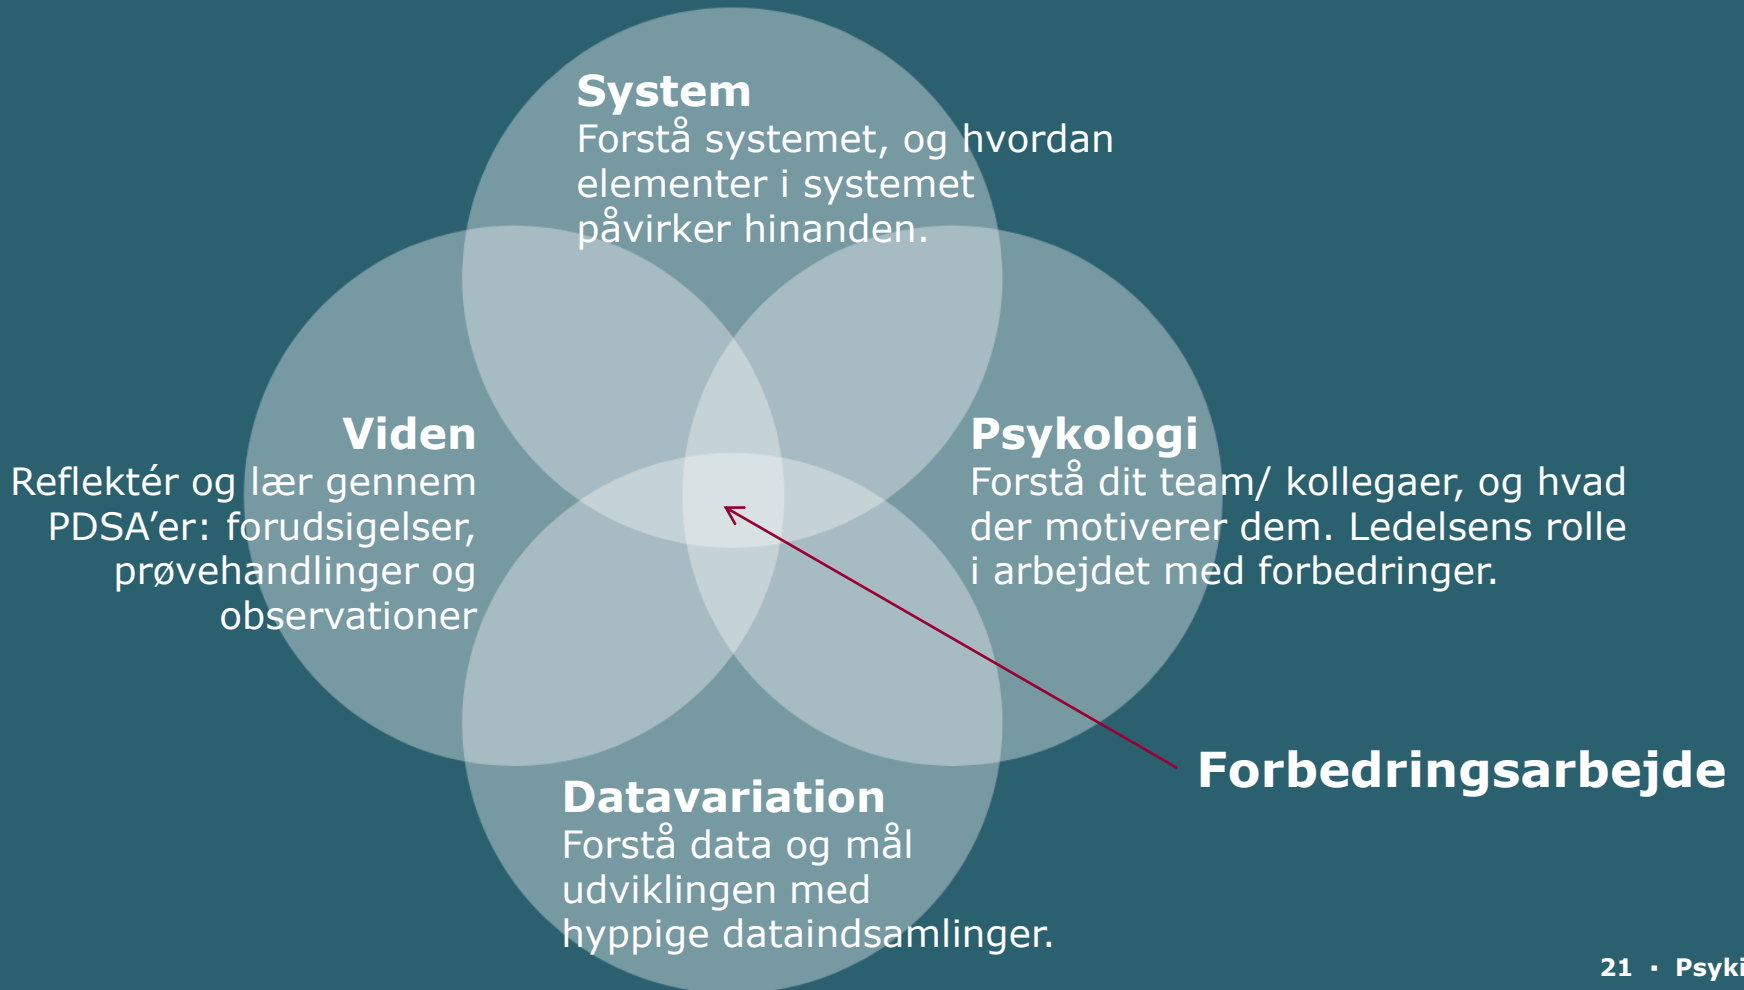 System
Forstå systemet, og hvordan
elementer i systemet
påvirker hinanden.
Viden
Reflektér og lær gennem
PDSA’er: forudsigelser,
prøvehandlinger og
observationer
Psykologi
Forstå dit team/ kollegaer, og hvad
der motiverer dem. Ledelsens rolle
i arbejdet med forbedringer.
Forbedringsarbejde
Datavariation
Forstå data og mål
udviklingen med
hyppige dataindsamlinger.
21 · Psyki